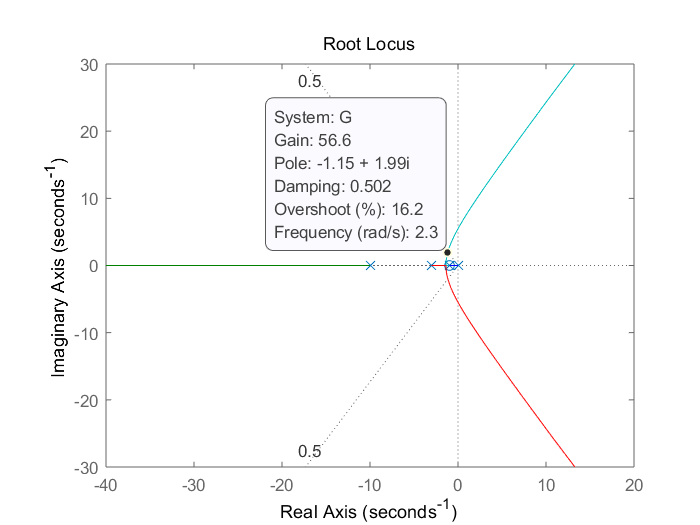 Root Locus
30
20
10
0
-10
-20
-30
Imaginary Axis (seconds⁻¹)
0.5
System: G
Gain: 56.6
Pole: -1.15 + 1.99i
Damping: 0.502
Overshoot (%): 16.2
Frequency (rad/s): 2.3
0.5
-40 -30 -20 -10 0 10 20
Real Axis (seconds⁻¹)